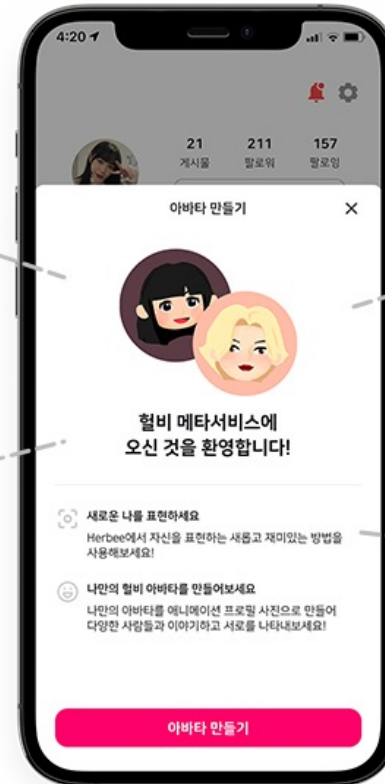 4:20
21 211 157
게시물 팔로워 팔로잉
아바타 만들기
헐비 메타서비스에
오신 것을 환영합니다!
새로운 나를 표현하세요
Herbee에서 자신을 표현하는 새롭고 재미있는 방법을
사용해보세요!
나만의 헐비 아바타를 만들어보세요
나만의 아바타를 애니메이션 프로필 사진으로 만들어
다양한 사람들과 이야기하고 서로를 나타내보세요!
아바타 만들기